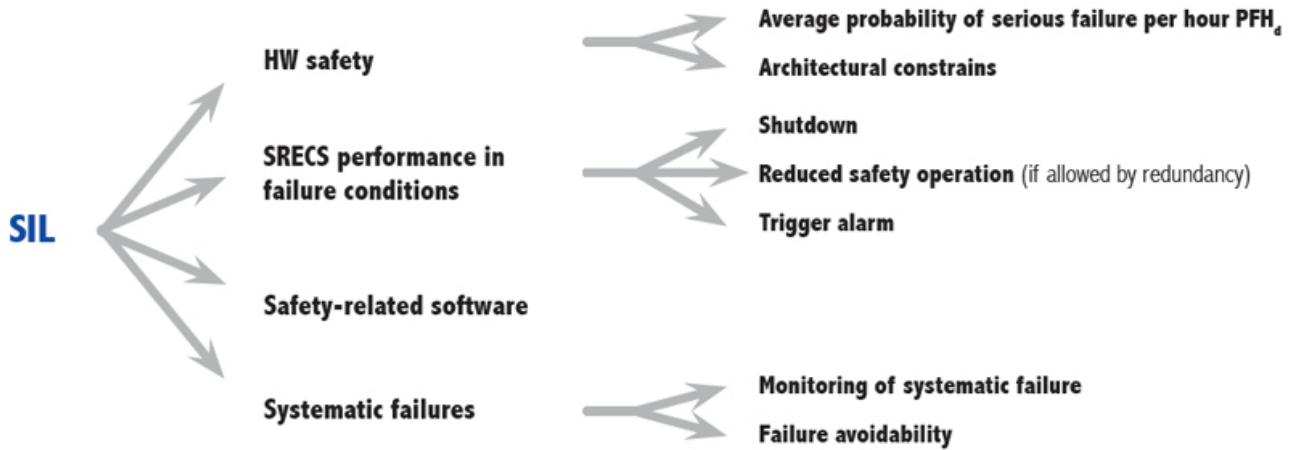 Average probability of serious failure per hour PFHd
HW safety
Architectural constrains
Shutdown
SRECS performance in
failure conditions
Reduced safety operation (if allowed by redundancy)
Trigger alarm
SIL
Safety-related software
Monitoring of systematic failure
Systematic failures
Failure avoidability